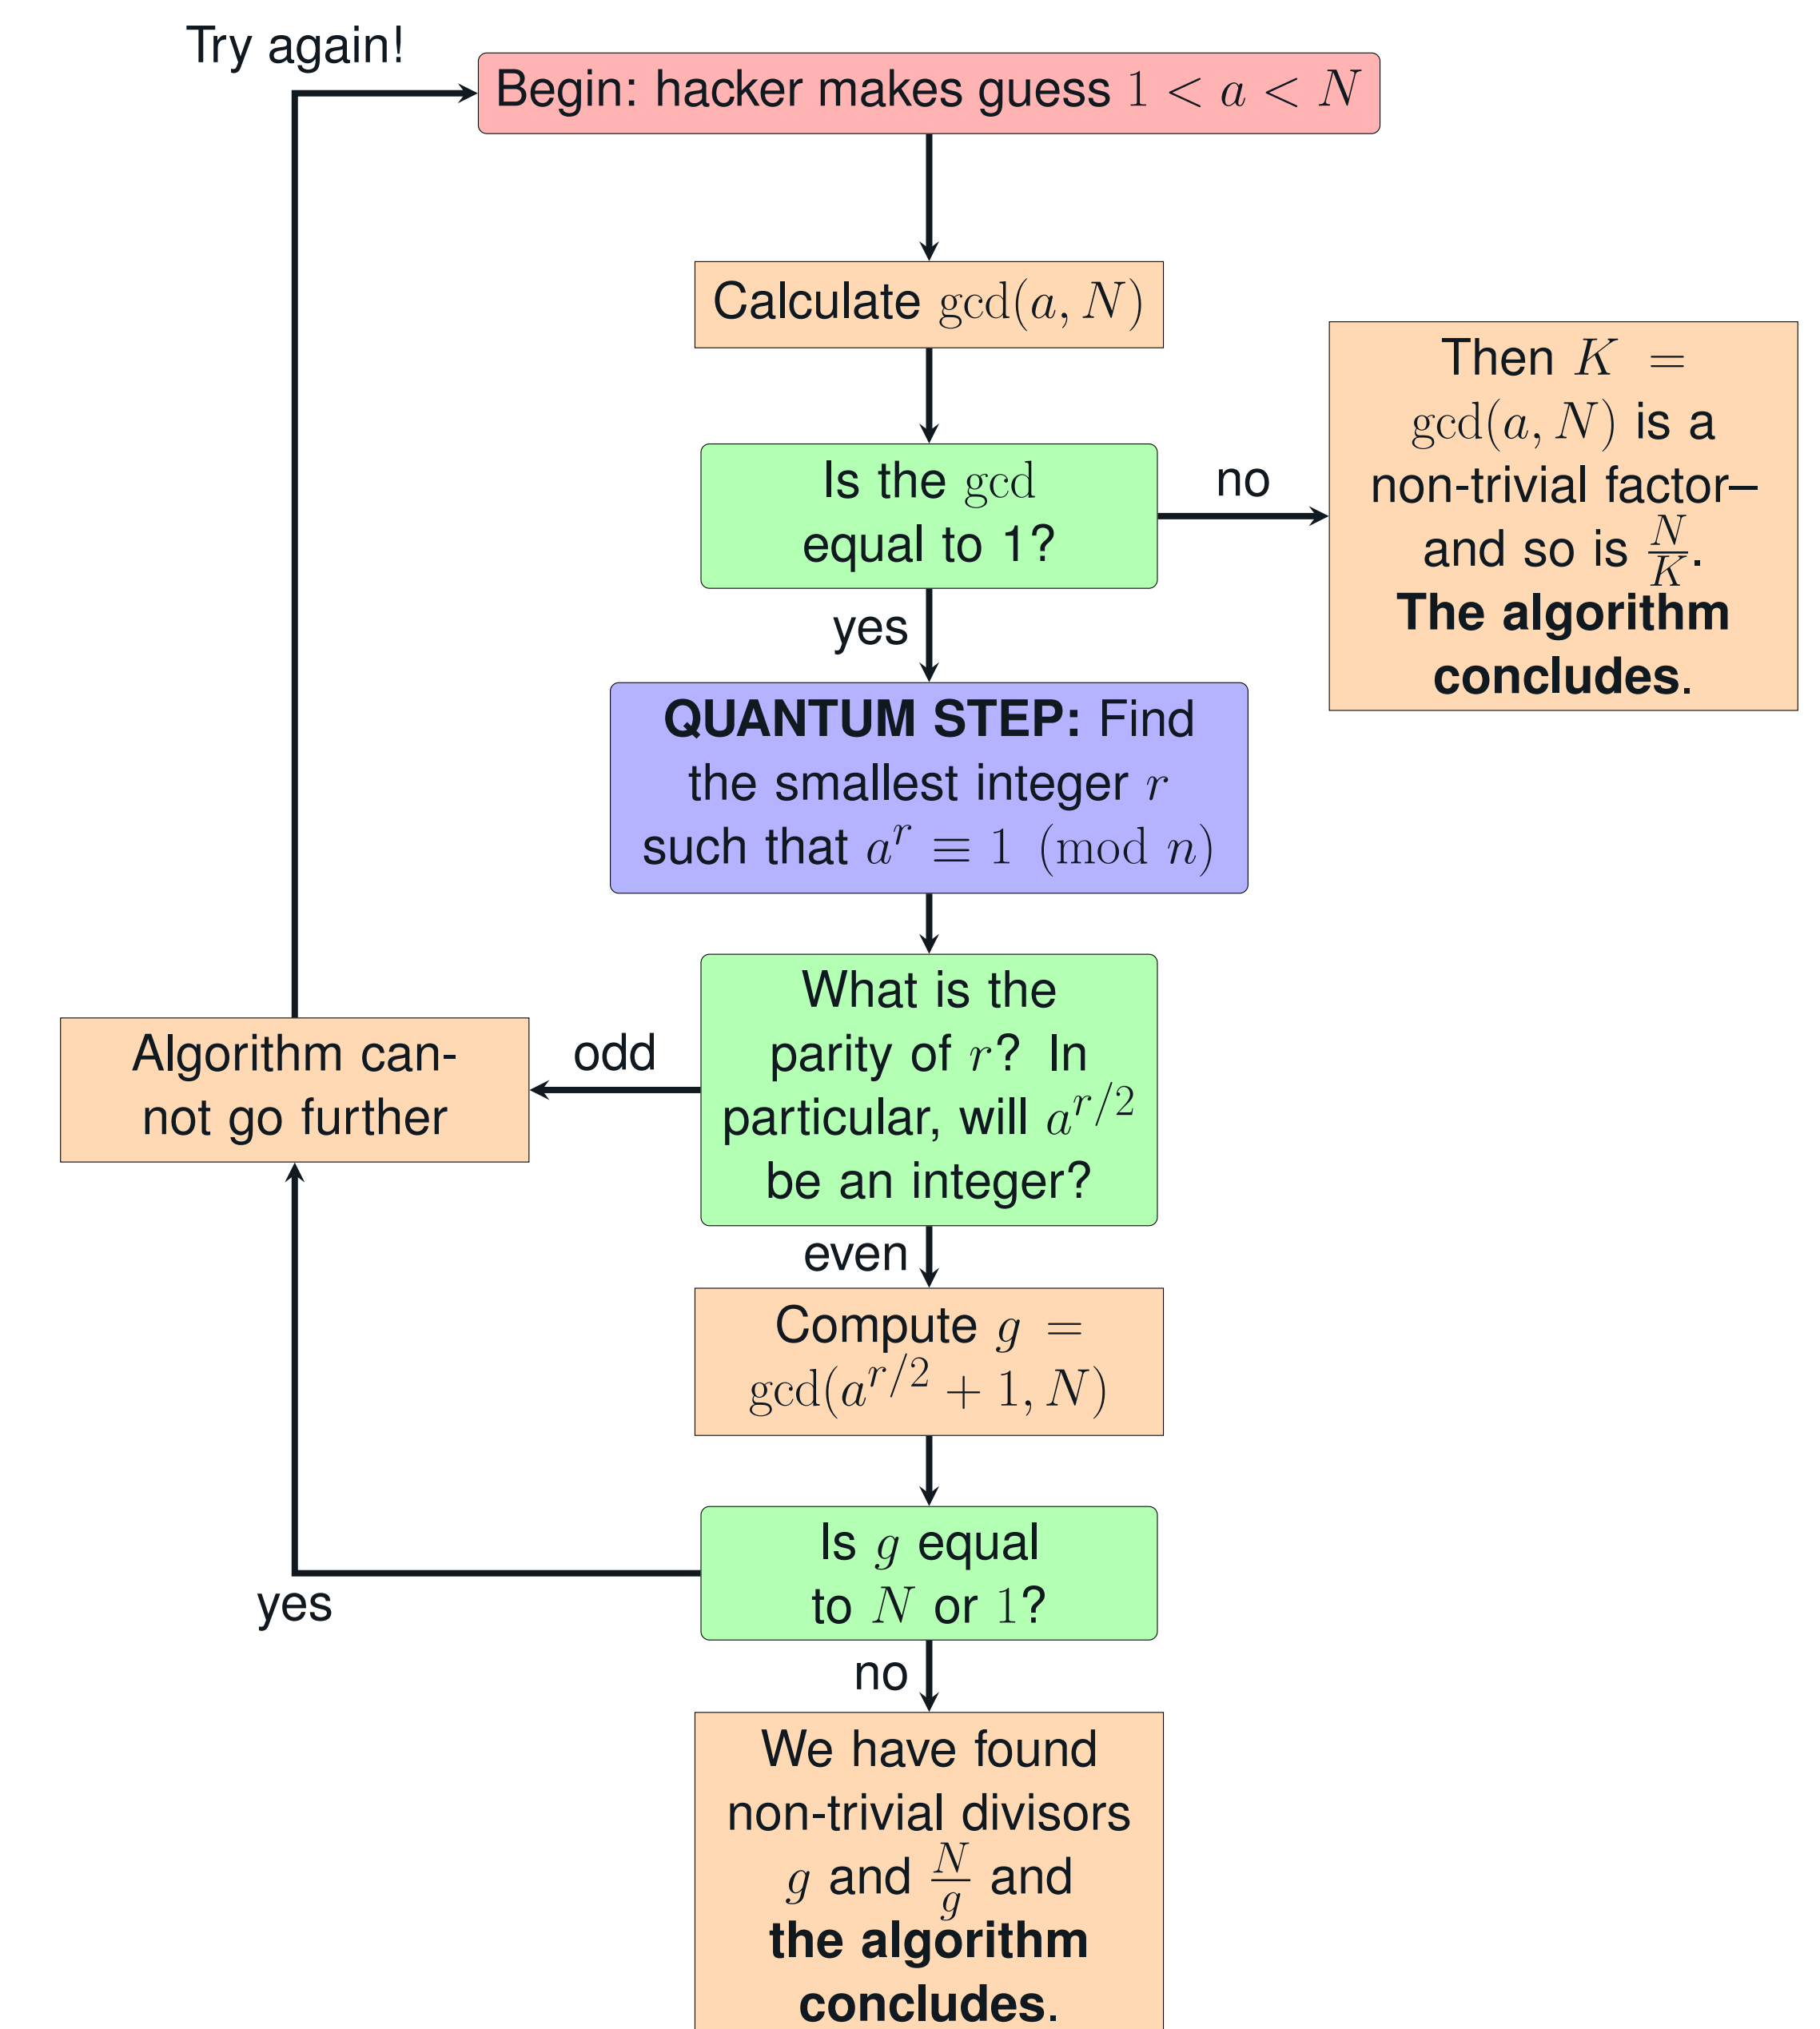 Try again!
Begin: hacker makes guess 1 < a < N
Calculate gcd(a, N)
Is the gcd
equal to 1?
no
Then K =
gcd(a, N) is a
non-trivial factor–
and so is N/K.
The algorithm
concludes.
yes
QUANTUM STEP: Find
the smallest integer r
such that a^r ≡ 1 (mod n)
What is the
parity of r? In
particular, will a^{r/2}
be an integer?
odd
Algorithm can-
not go further
even
Compute g =
gcd(a^{r/2} + 1, N)
Is g equal
to N or 1?
yes
no
We have found
non-trivial divisors
g and N/g and
the algorithm
concludes.